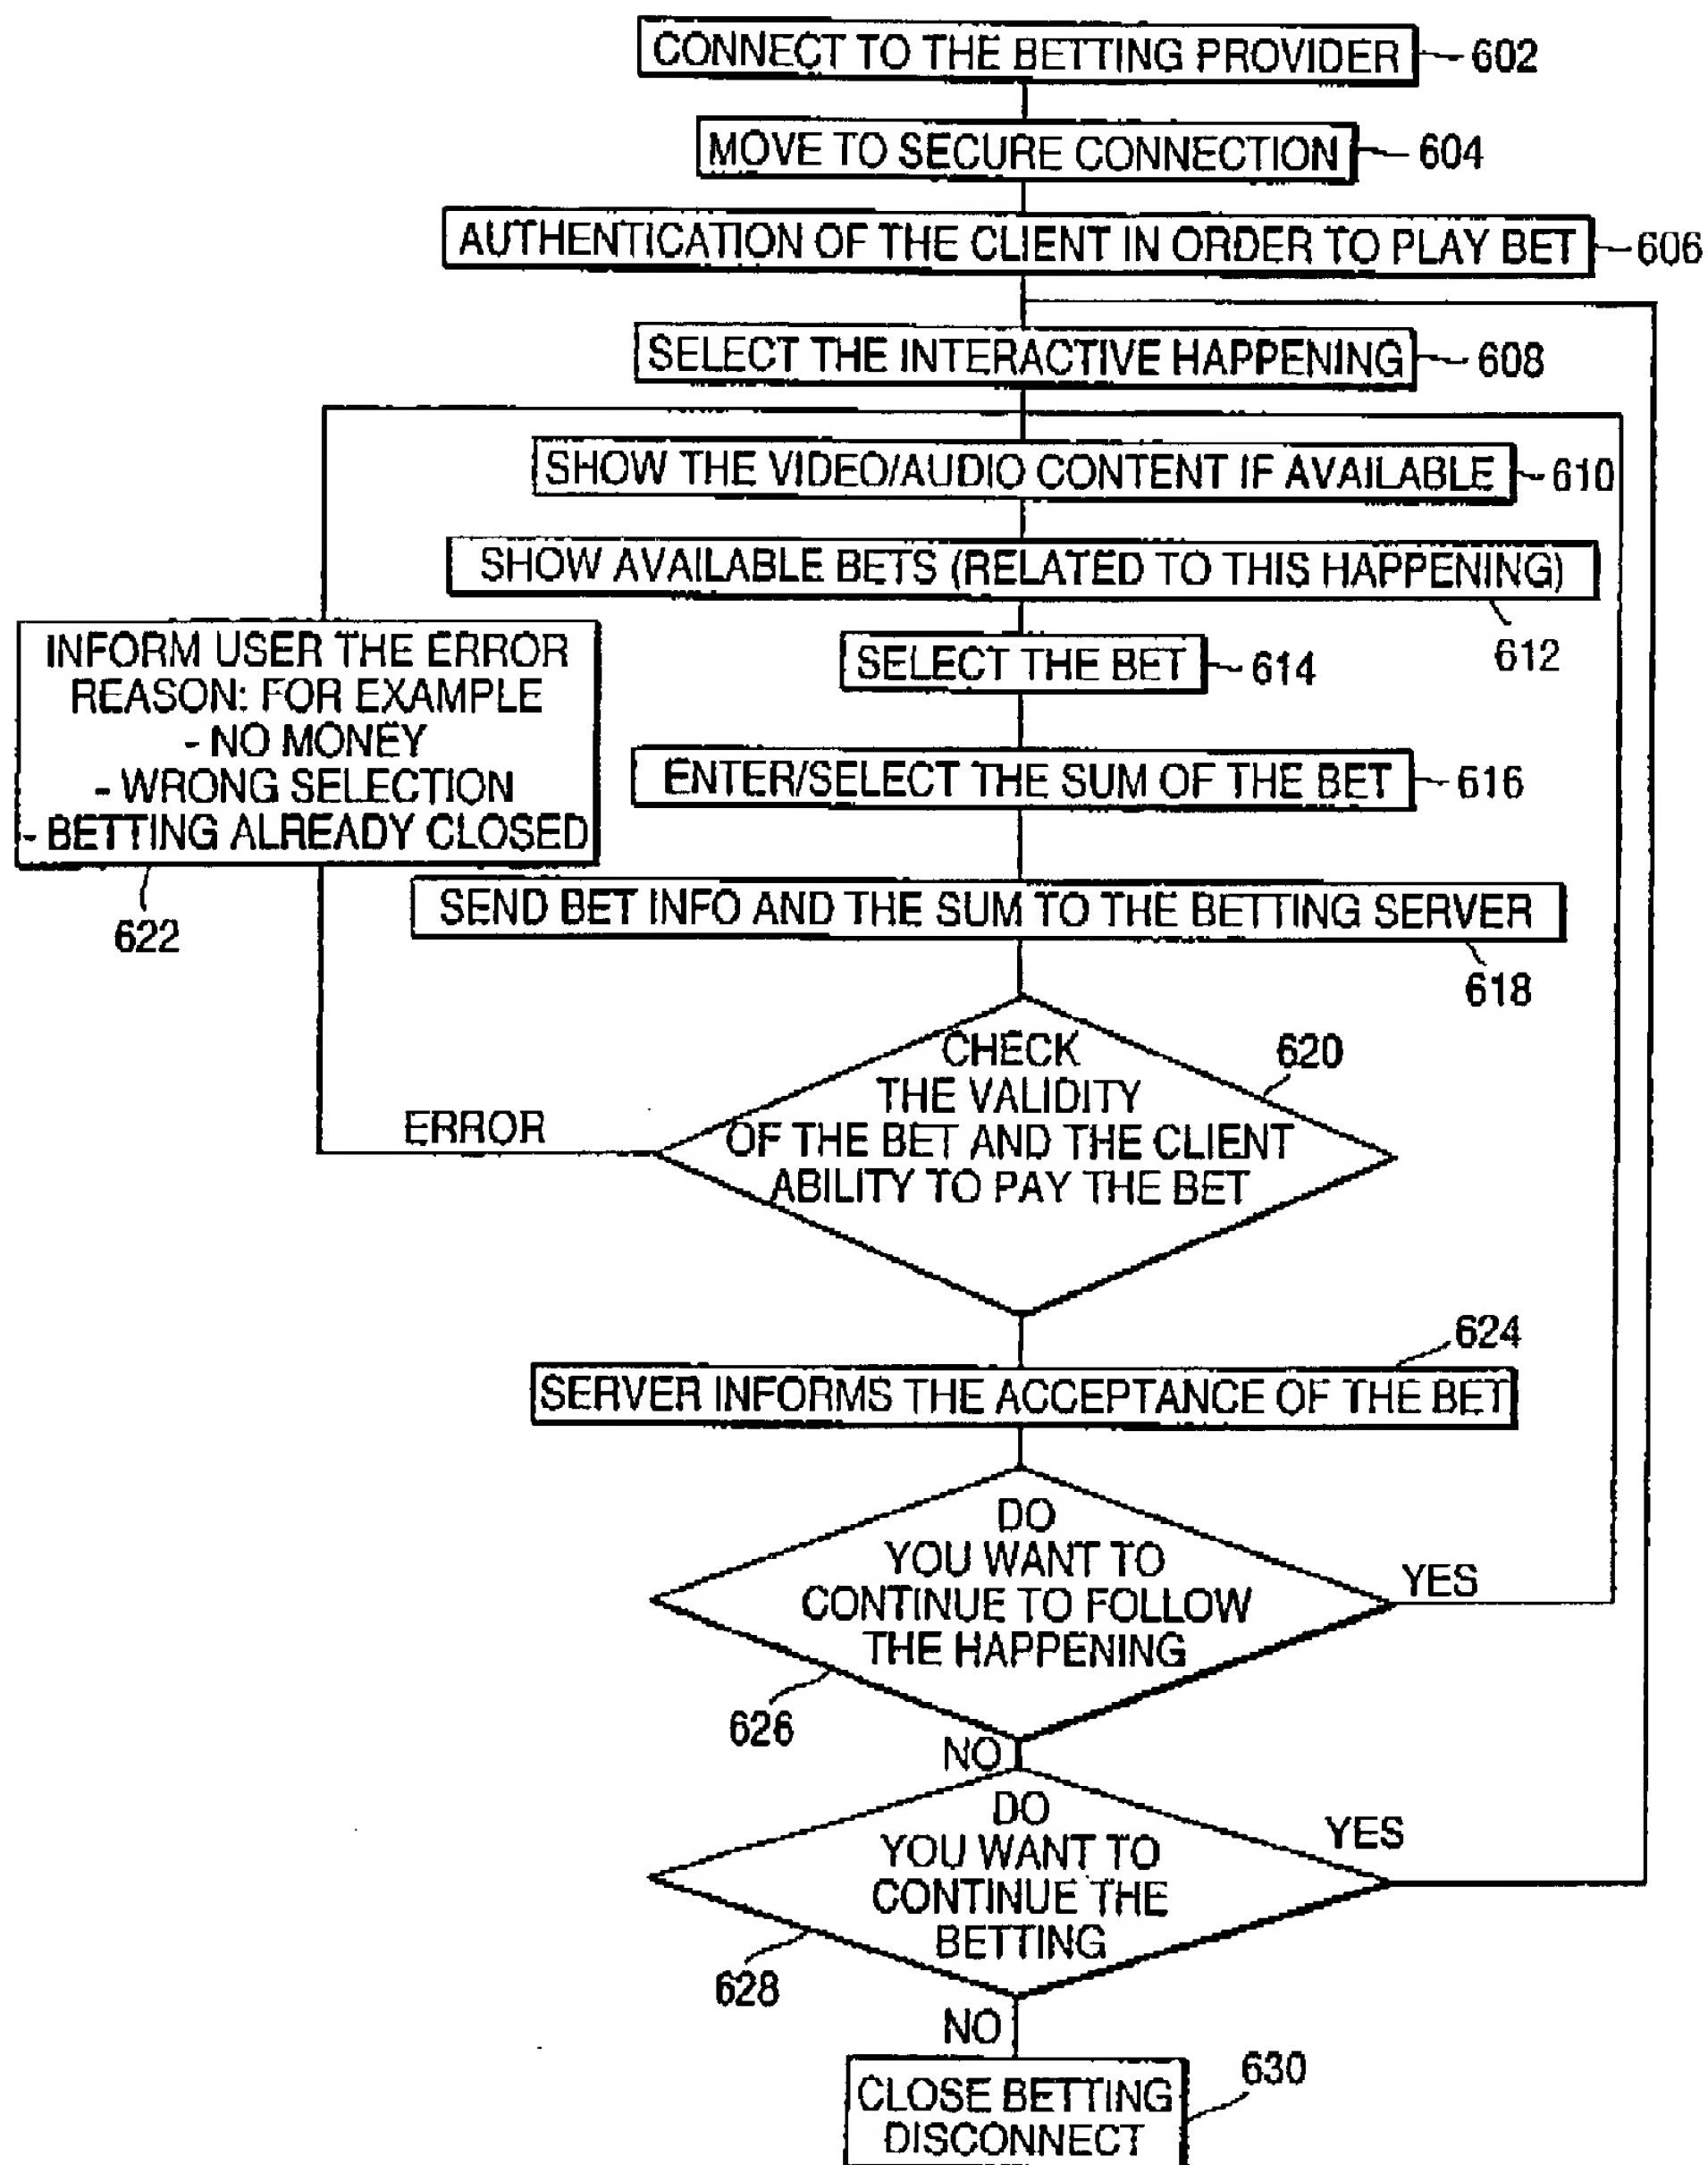 CONNECT TO THE BETTING PROVIDER
602
MOVE TO SECURE CONNECTION
604
AUTHENTICATION OF THE CLIENT IN ORDER TO PLAY BET
606
SELECT THE INTERACTIVE HAPPENING
608
SHOW THE VIDEO/AUDIO CONTENT IF AVAILABLE
610
SHOW AVAILABLE BETS (RELATED TO THIS HAPPENING)
612
SELECT THE BET
614
INFORM USER THE ERROR
REASON: FOR EXAMPLE
- NO MONEY
- WRONG SELECTION
- BETTING ALREADY CLOSED
622
ENTER/SELECT THE SUM OF THE BET
616
SEND BET INFO AND THE SUM TO THE BETTING SERVER
618
CHECK
THE VALIDITY
OF THE BET AND THE CLIENT
ABILITY TO PAY THE BET
620
ERROR
624
SERVER INFORMS THE ACCEPTANCE OF THE BET
DO
YOU WANT TO
CONTINUE TO FOLLOW
THE HAPPENING
YES
626
NO
DO
YOU WANT TO
CONTINUE THE
BETTING
YES
628
NO
630
CLOSE BETTING
DISCONNECT